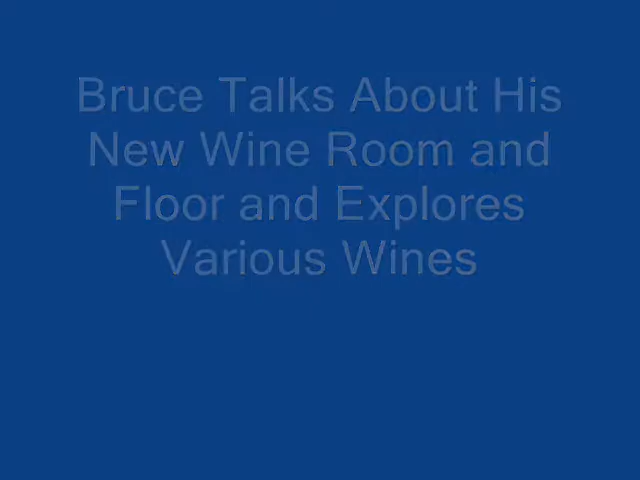 Bruce Talks About His
New Wine Room and
Floor and Explores
Various Wines